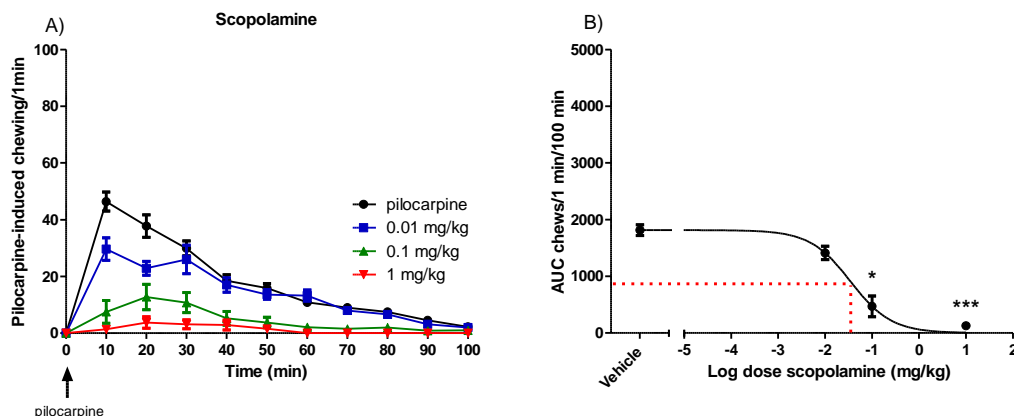 A)
Scopolamine
Pilocarpine-induced chewing/1min
100
80
60
40
20
0
pilocarpine
0.01 mg/kg
0.1 mg/kg
1 mg/kg
0 10 20 30 40 50 60 70 80 90 100
Time (min)
pilocarpine
B)
AUC chews/1 min/100 min
5000
4000
3000
2000
1000
0
*
***
Vehicle
-5 -4 -3 -2 -1 0 1 2
Log dose scopolamine (mg/kg)